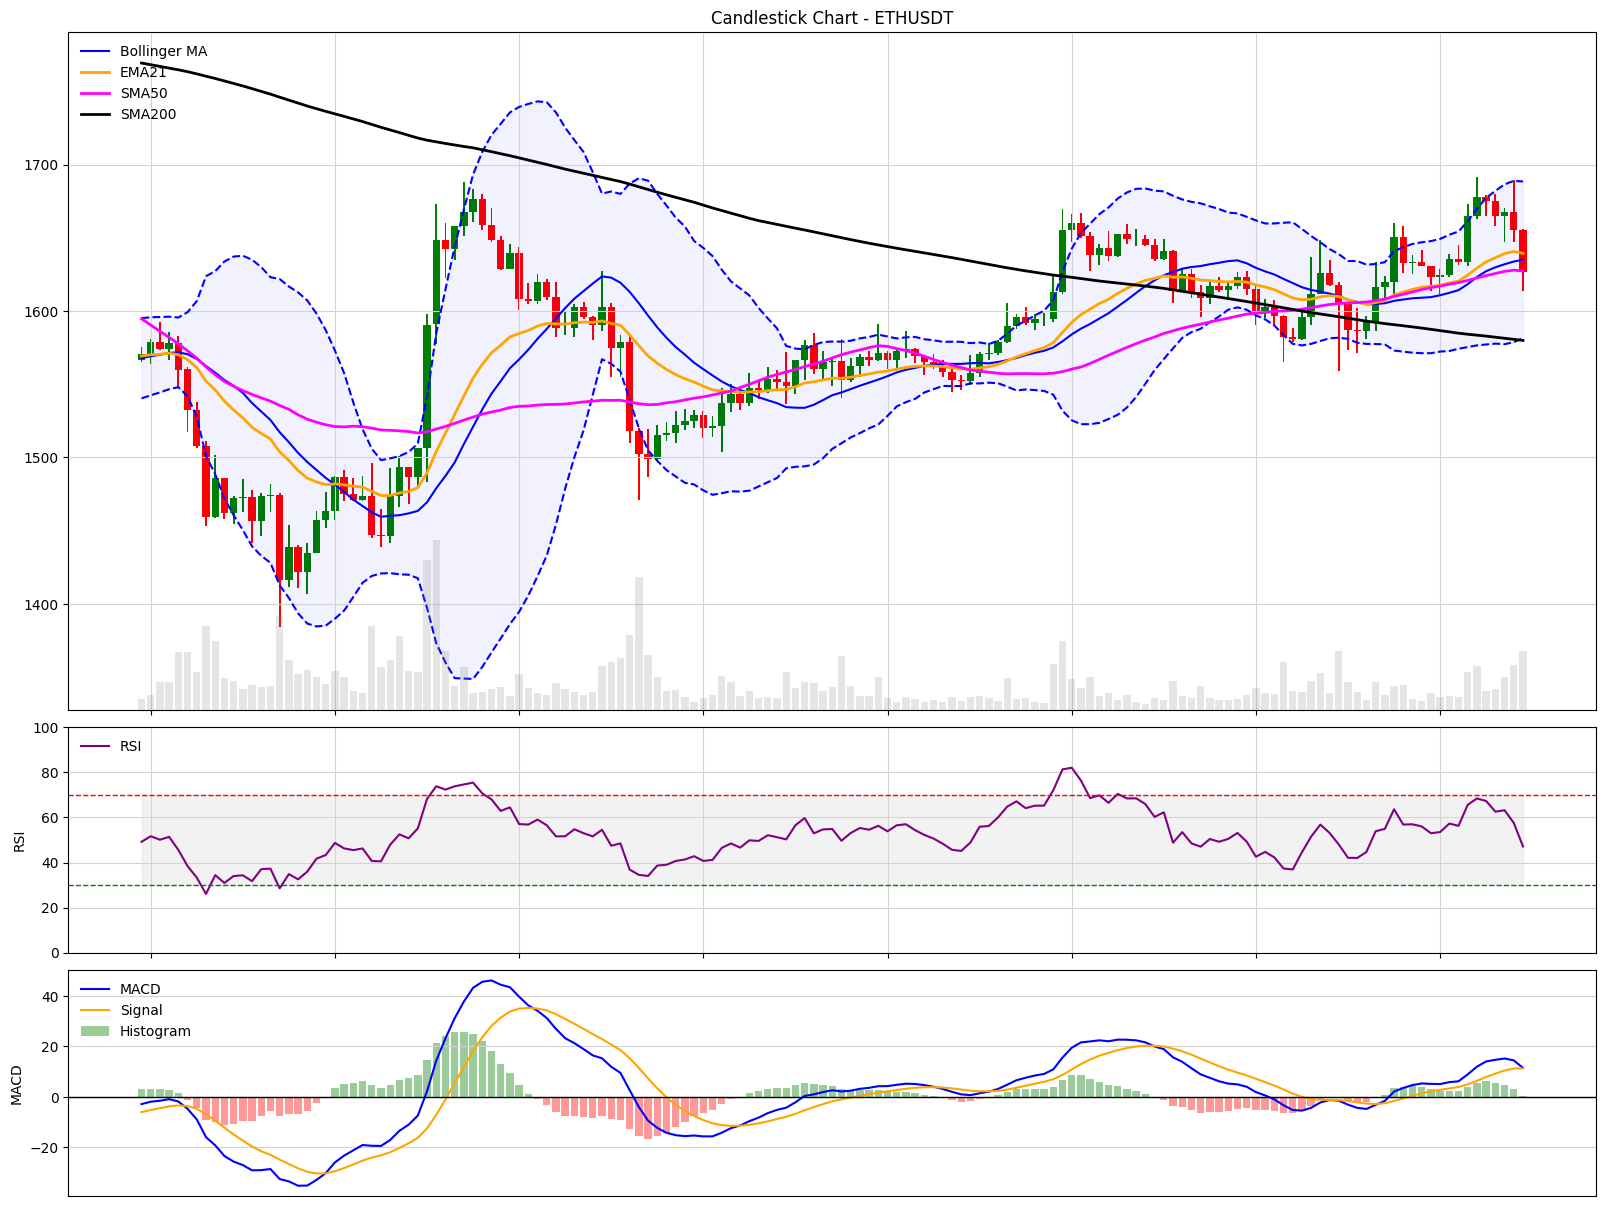 Candlestick Chart - ETHUSDT
Bollinger MA
EMA21
SMA50
SMA200
1700
1600
1500
1400
RSI
100
80
60
40
20
0
RSI
MACD
Signal
Histogram
40
20
0
−20
MACD